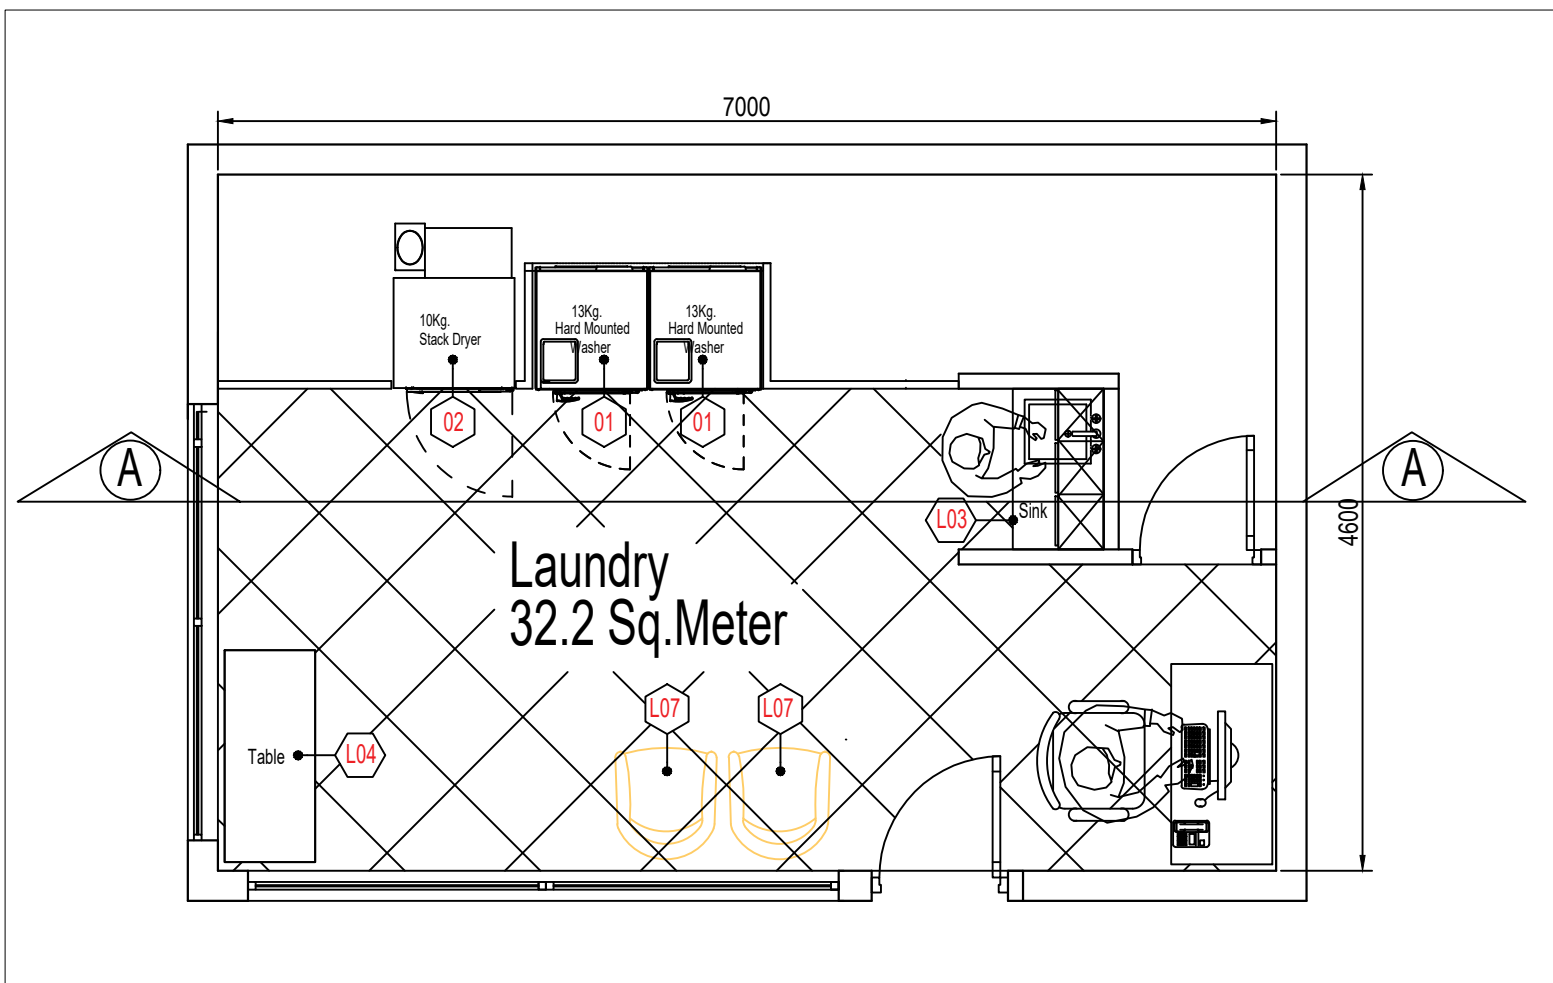 7000
10Kg.
Stack Dryer
13Kg.
Hard Mounted
Washer
13Kg.
Hard Mounted
Washer
02
01
01
A
A
L03
Sink
4600
Laundry
32.2 Sq.Meter
L07
L07
Table
L04